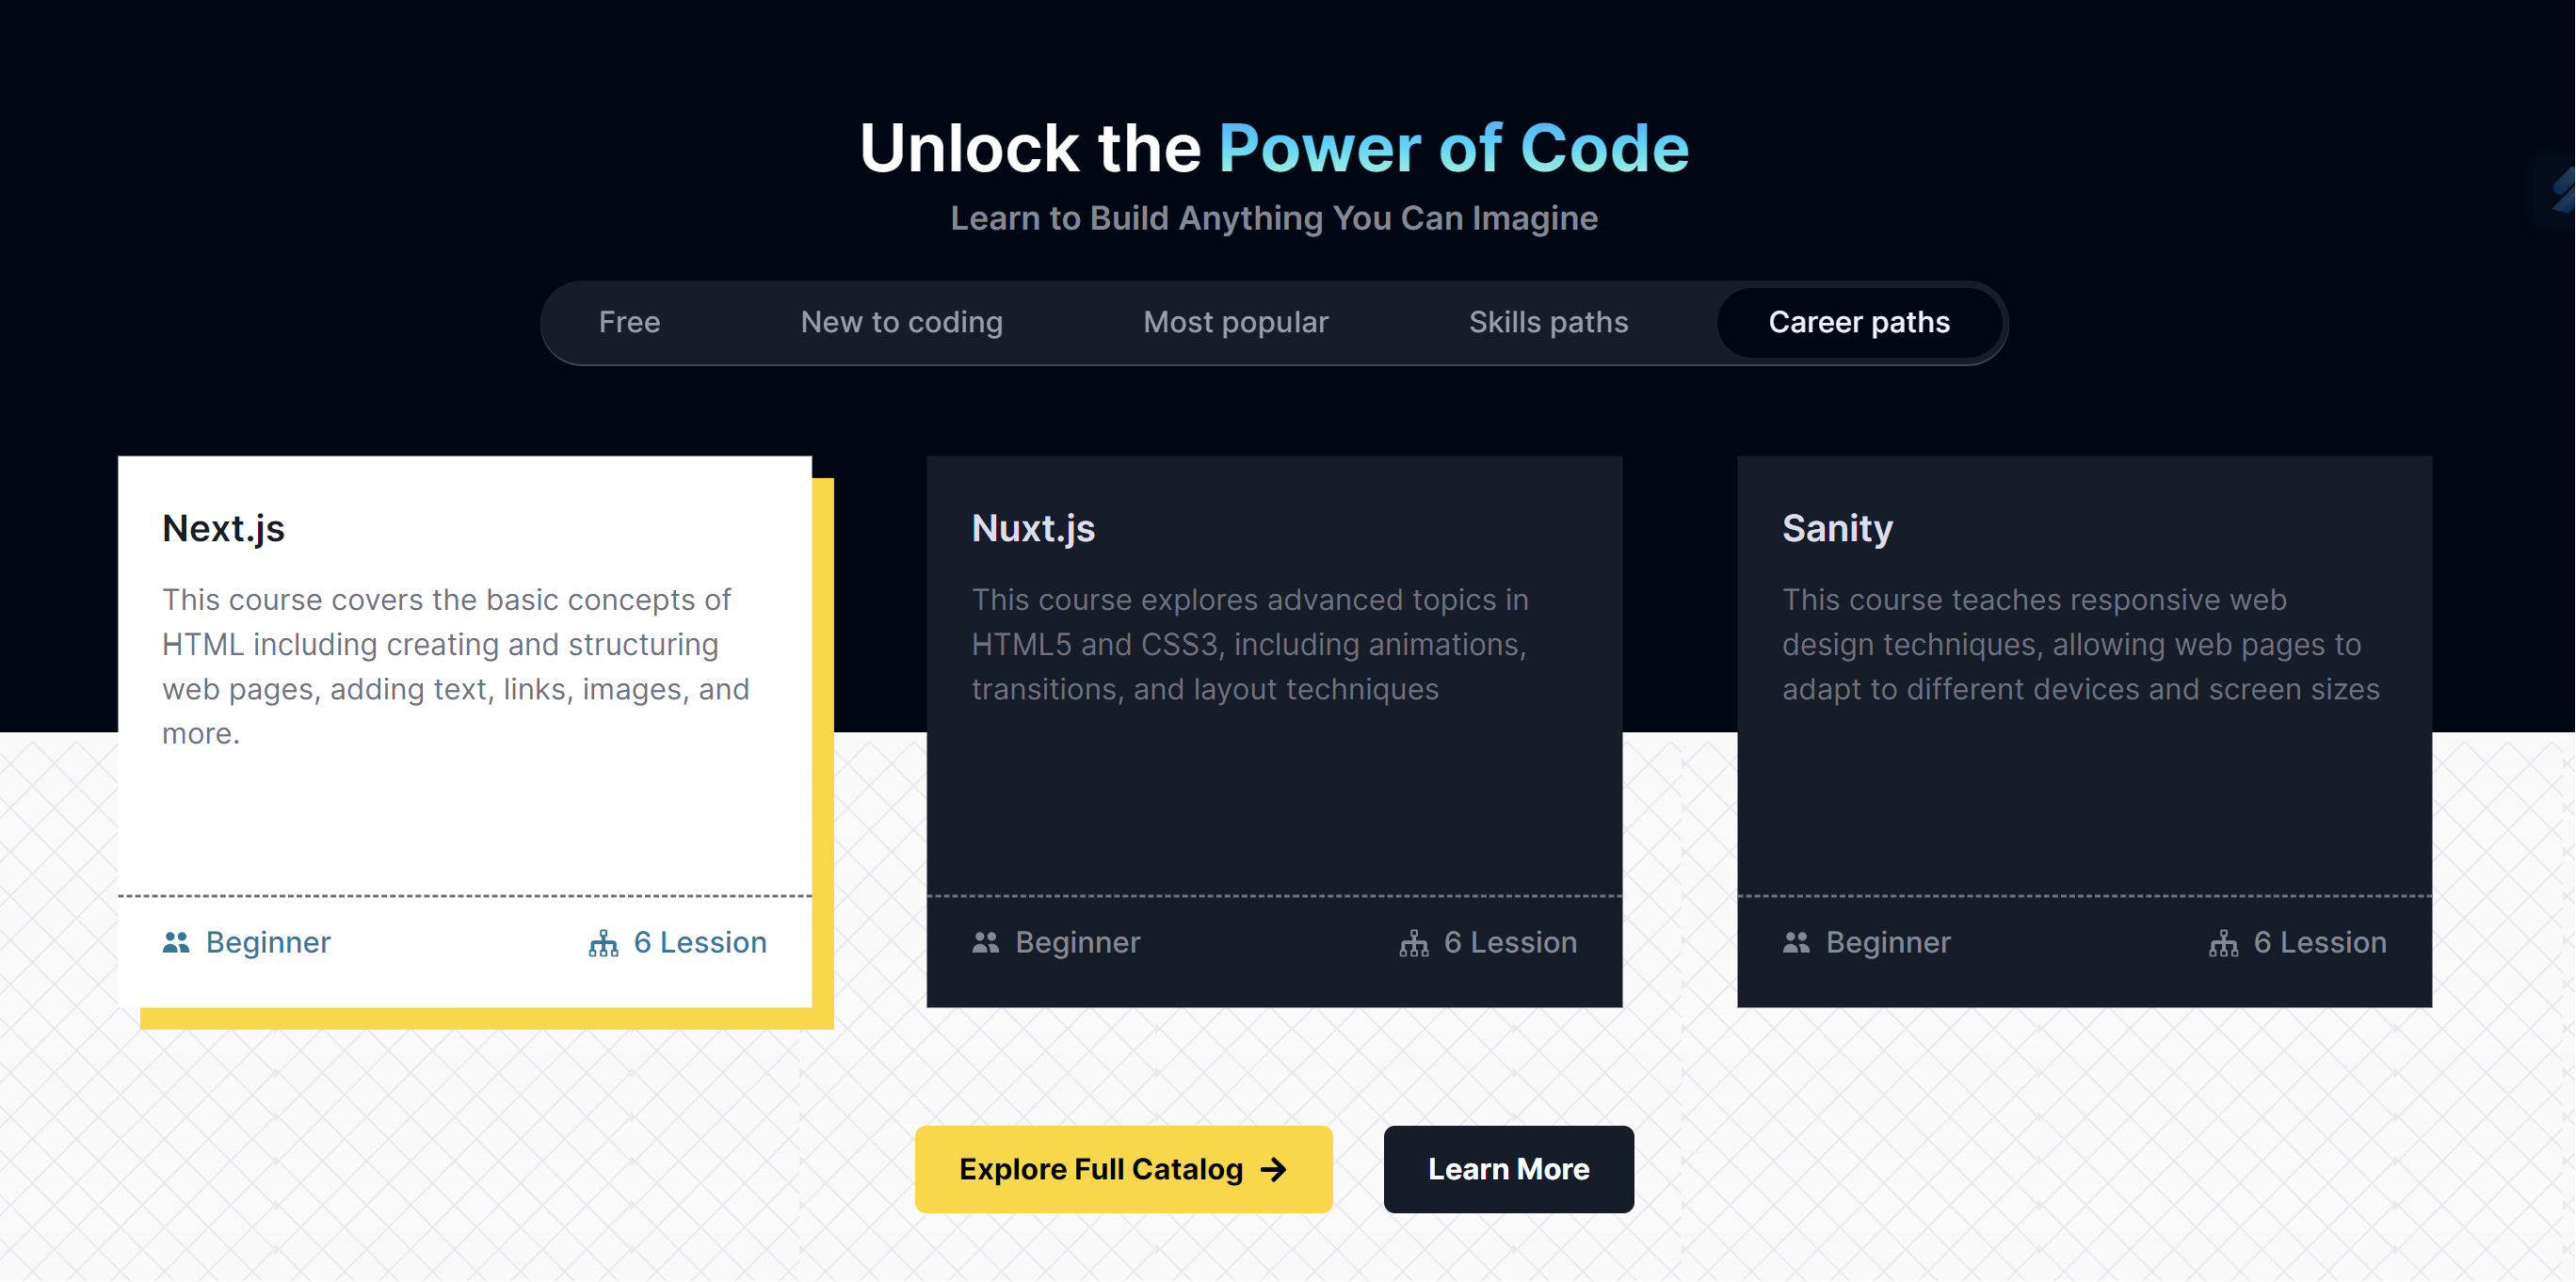 Unlock the Power of Code
Learn to Build Anything You Can Imagine
Free
New to coding
Most popular
Skills paths
Career paths
Next.js
This course covers the basic concepts of
HTML including creating and structuring
web pages, adding text, links, images, and
more.
Beginner
6 Lession
Nuxt.js
This course explores advanced topics in
HTML5 and CSS3, including animations,
transitions, and layout techniques
Beginner
6 Lession
Sanity
This course teaches responsive web
design techniques, allowing web pages to
adapt to different devices and screen sizes
Beginner
6 Lession
Explore Full Catalog
Learn More